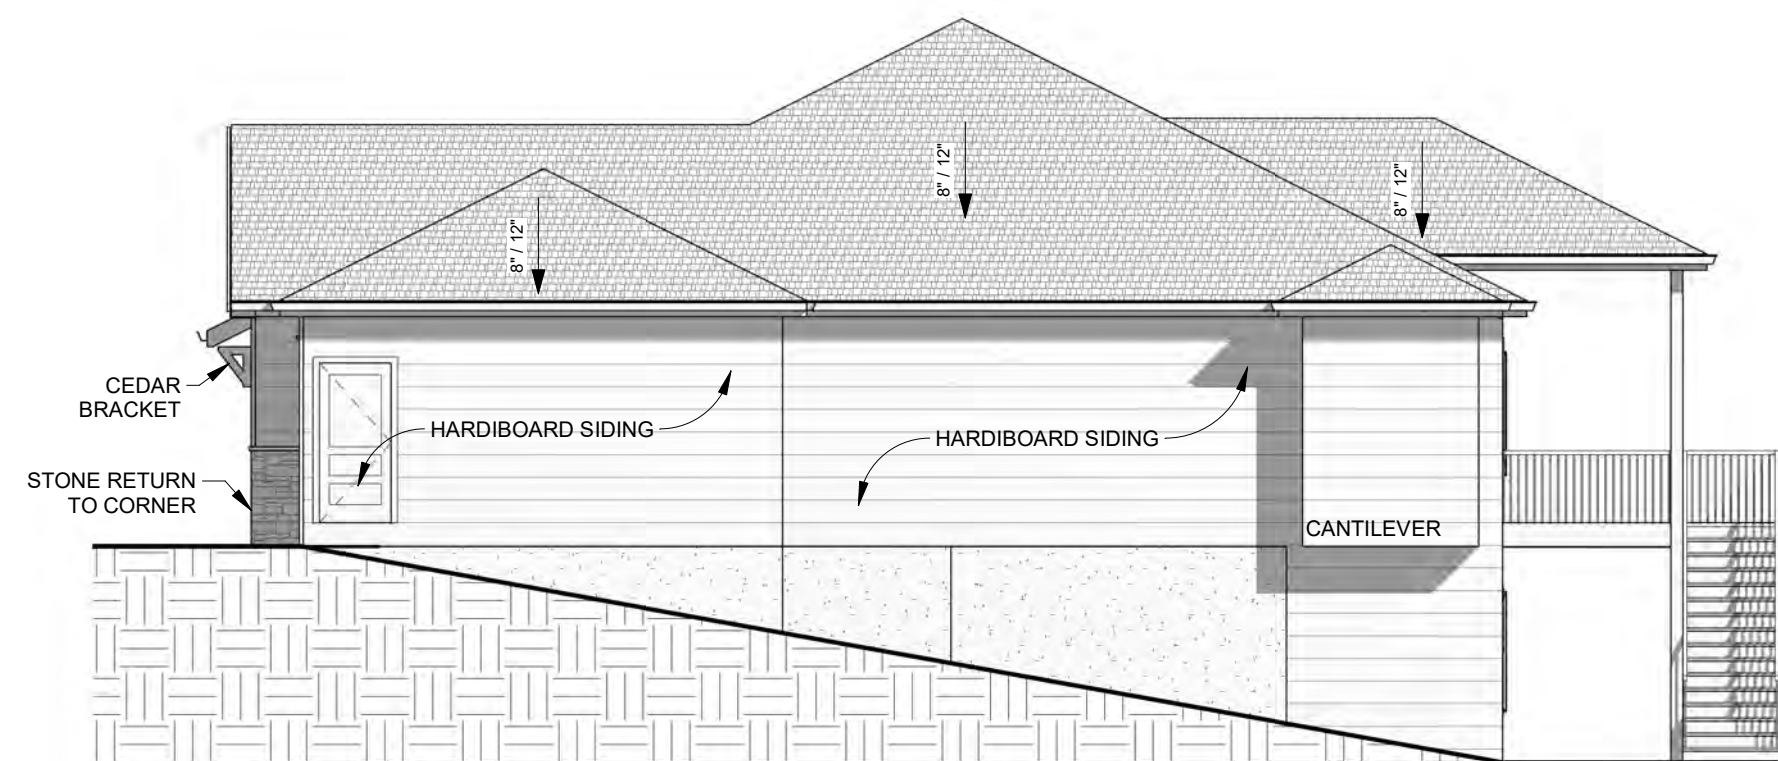 8" / 12"
8" / 12"
8" / 12"
CEDAR
BRACKET
HARDIBOARD SIDING
HARDIBOARD SIDING
STONE RETURN
TO CORNER
CANTILEVER